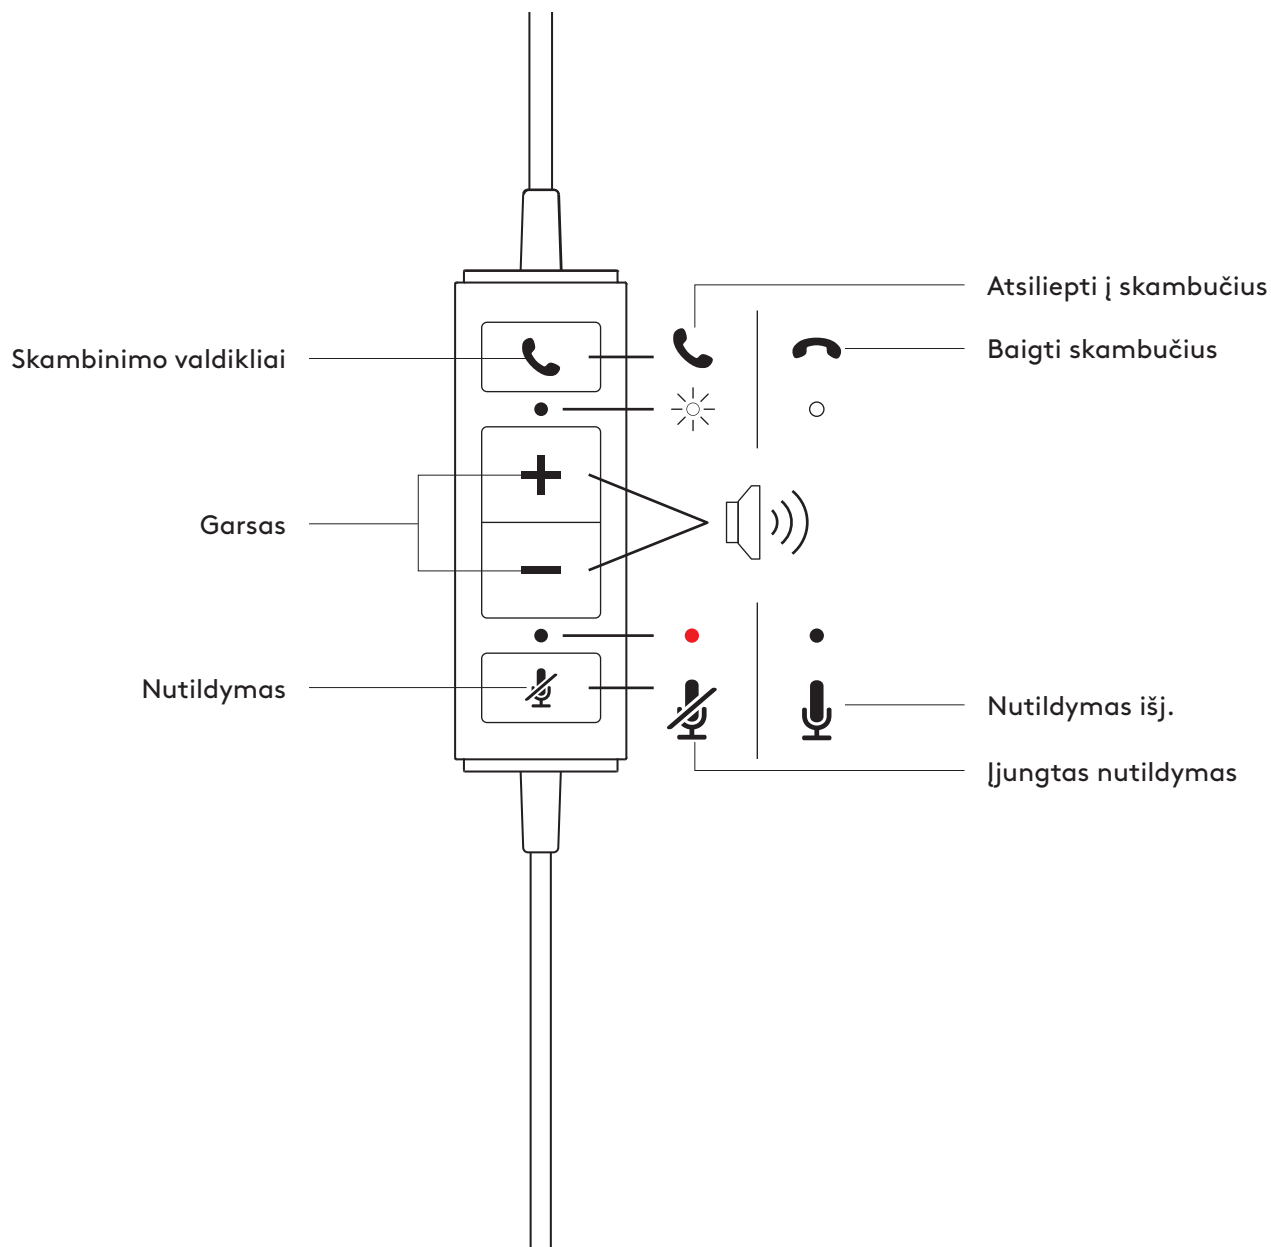 Atsiliepti į skambučius
Baigti skambučius
Skambinimo valdikliai
Garsas
Nutildymas
Nutildymas išj.
Įjungtas nutildymas